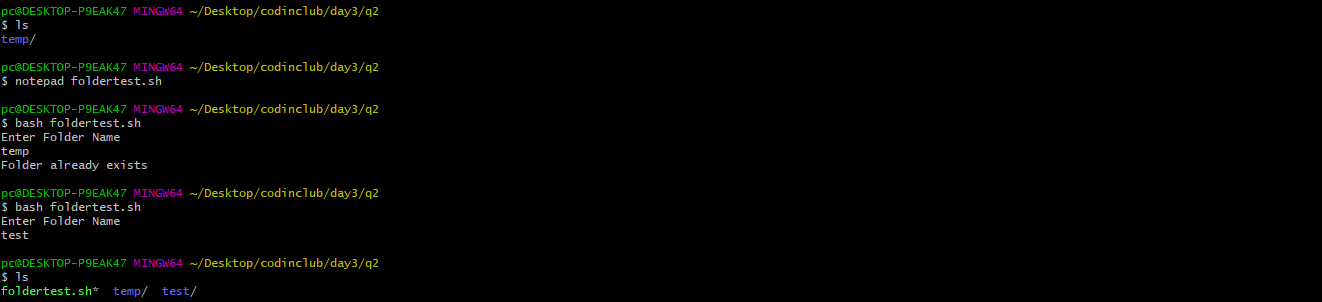 pc@DESKTOP-P9EAK47 MINGW64 ~/Desktop/codinclub/day3/q2
$ ls
temp/
pc@DESKTOP-P9EAK47 MINGW64 ~/Desktop/codinclub/day3/q2
$ notepad foldertest.sh
pc@DESKTOP-P9EAK47 MINGW64 ~/Desktop/codinclub/day3/q2
$ bash foldertest.sh
Enter Folder Name
temp
Folder already exists
pc@DESKTOP-P9EAK47 MINGW64 ~/Desktop/codinclub/day3/q2
$ bash foldertest.sh
Enter Folder Name
test
pc@DESKTOP-P9EAK47 MINGW64 ~/Desktop/codinclub/day3/q2
$ ls
foldertest.sh*  temp/  test/